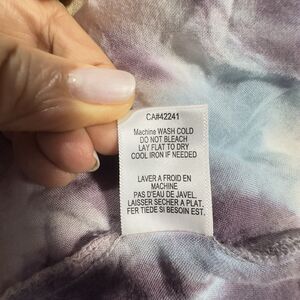 CA#42241
Machine WASH COLD
DO NOT BLEACH
LAY FLAT TO DRY
COOL IRON IF NEEDED
LAVER A FROID EN
MACHINE
PAS D'EAU DE JAVEL.
LAISSER SECHER A PLAT.
FER TIEDE SI BESOIN EST.